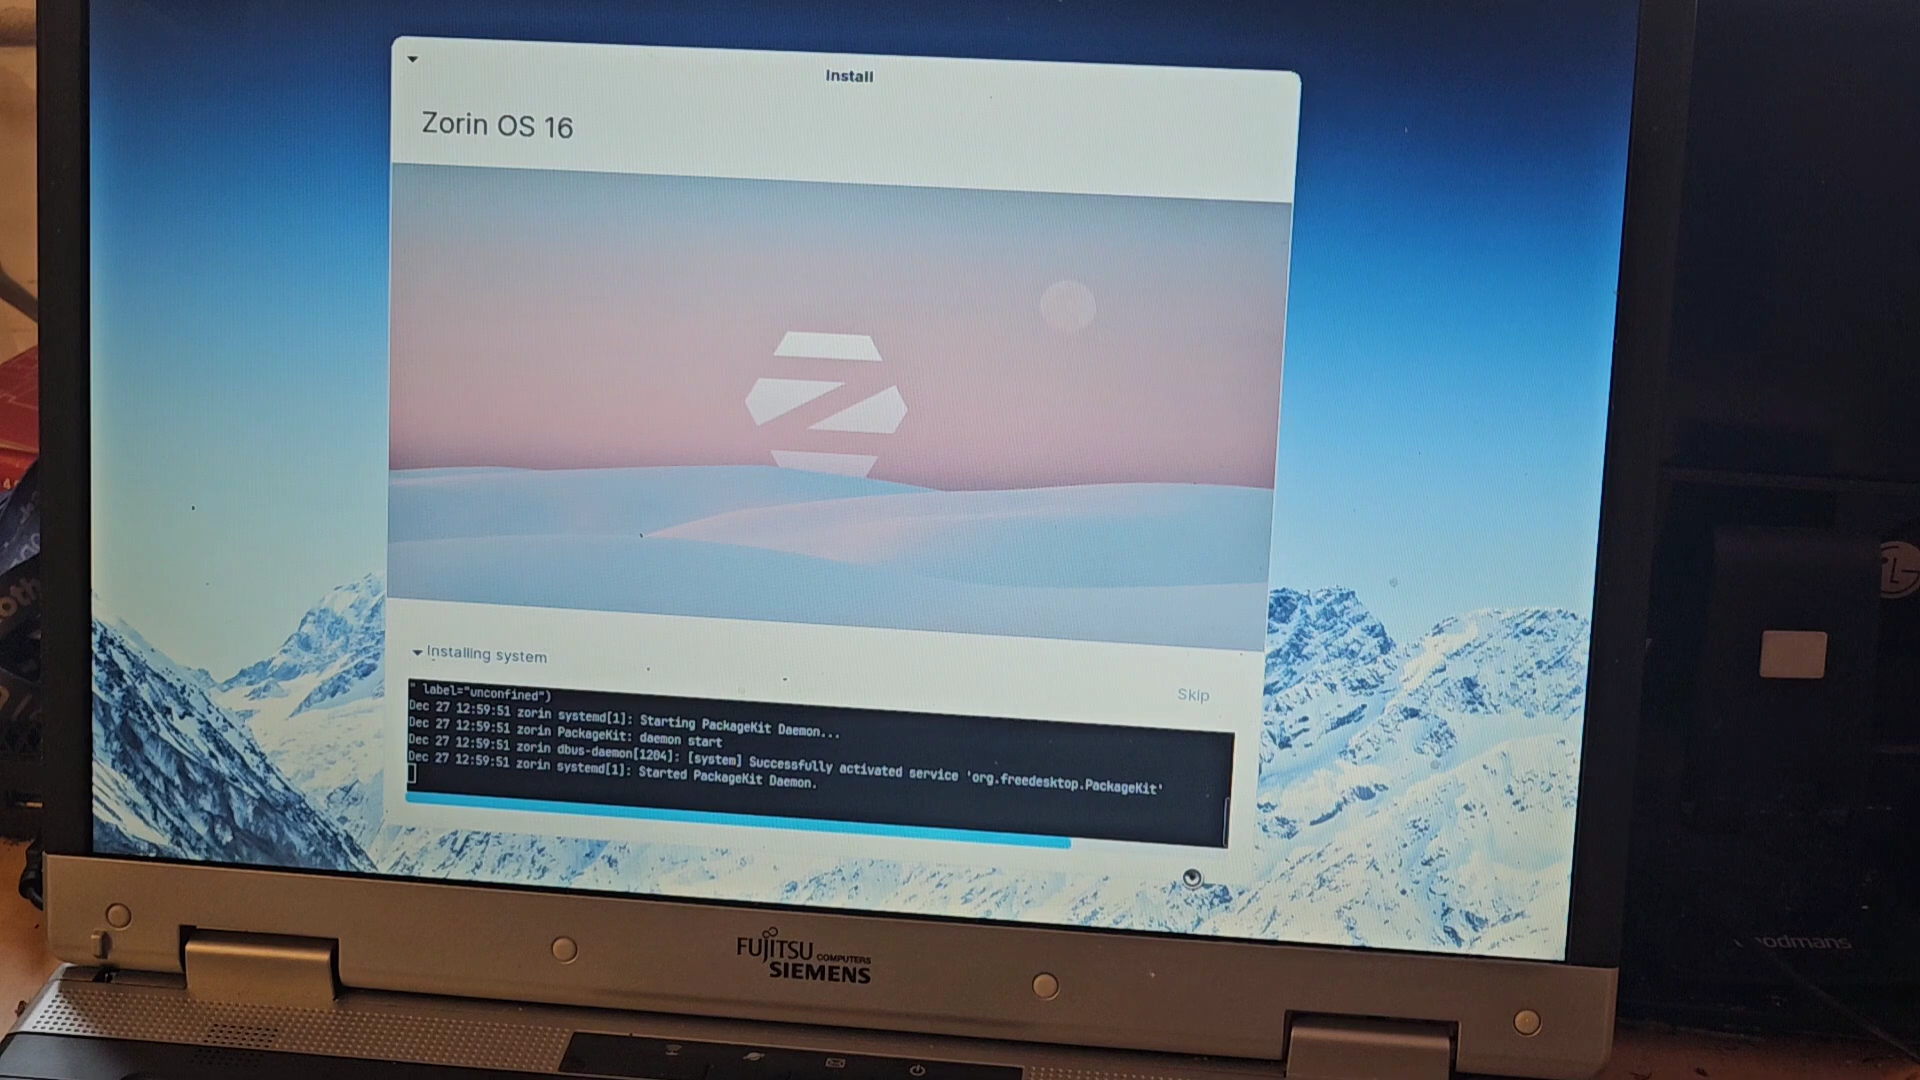 Install
Zorin OS 16
Installing system
Skip
" label="unconfined")
Dec 27 12:59:51 zorin systemd[1]: Starting PackageKit Daemon...
Dec 27 12:59:51 zorin PackageKit: daemon start
Dec 27 12:59:51 zorin dbus-daemon[1204]: [system] Successfully activated service 'org.freedesktop.PackageKit'
Dec 27 12:59:51 zorin systemd[1]: Started PackageKit Daemon.
FUJITSU COMPUTERS
SIEMENS
LG